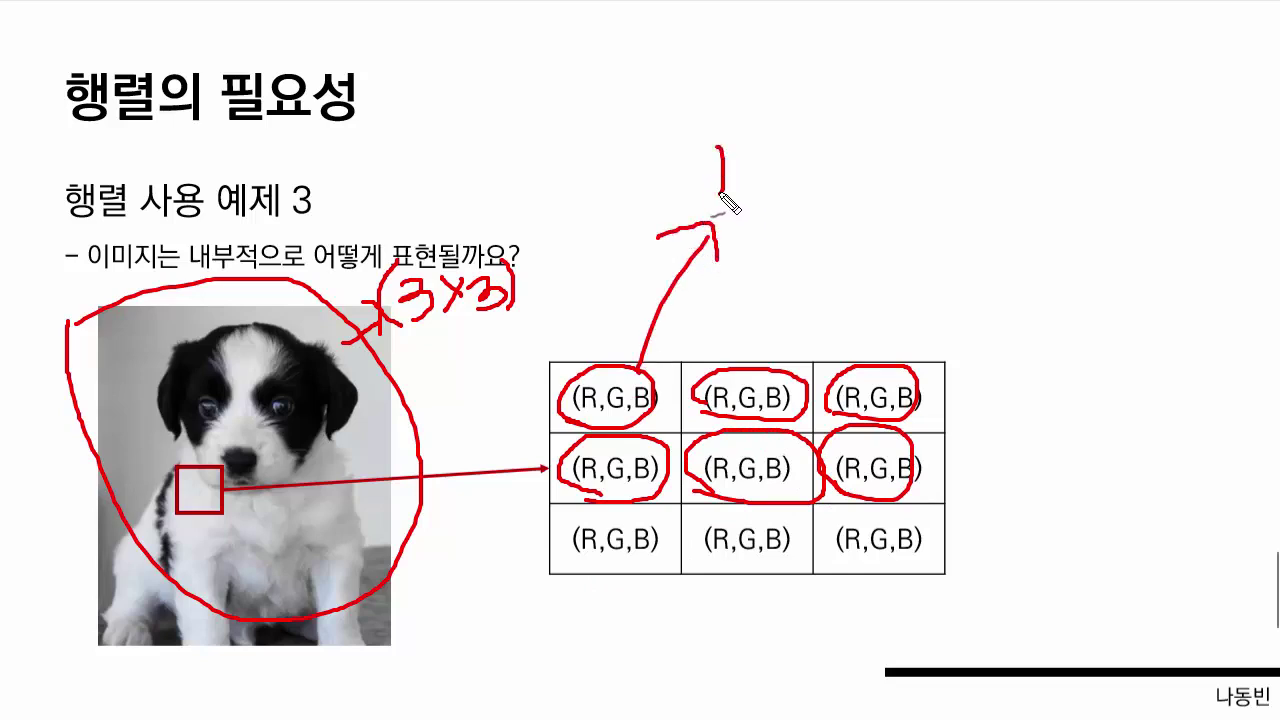 행렬의 필요성
행렬 사용 예제 3
- 이미지는 내부적으로 어떻게 표현될까요?
(3×3)
(R,G,B) (R,G,B) (R,G,B)
(R,G,B) (R,G,B) (R,G,B)
(R,G,B) (R,G,B) (R,G,B)
나동빈